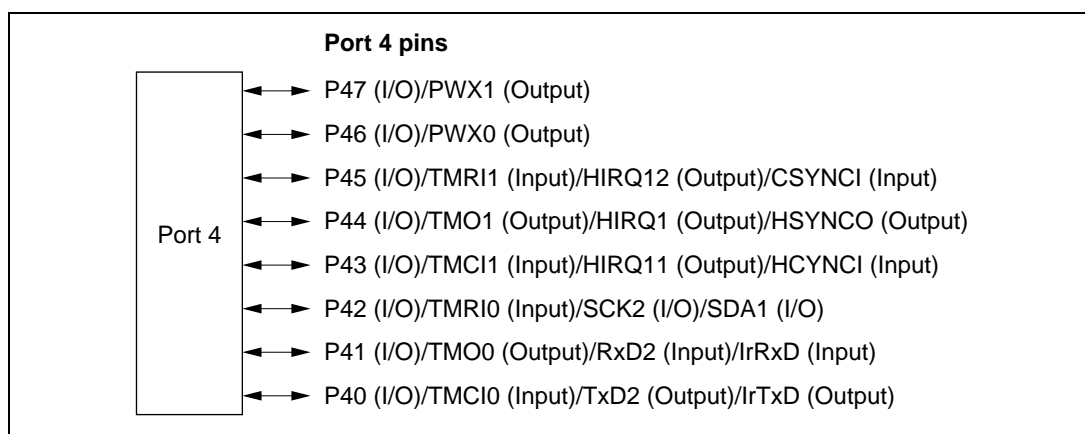 Port 4 pins
P47 (I/O)/PWX1 (Output)
P46 (I/O)/PWX0 (Output)
P45 (I/O)/TMRI1 (Input)/HIRQ12 (Output)/CSYNCI (Input)
Port 4
P44 (I/O)/TMO1 (Output)/HIRQ1 (Output)/HSYNCO (Output)
P43 (I/O)/TMCI1 (Input)/HIRQ11 (Output)/HCYNCI (Input)
P42 (I/O)/TMRI0 (Input)/SCK2 (I/O)/SDA1 (I/O)
P41 (I/O)/TMO0 (Output)/RxD2 (Input)/IrRxD (Input)
P40 (I/O)/TMCI0 (Input)/TxD2 (Output)/IrTxD (Output)